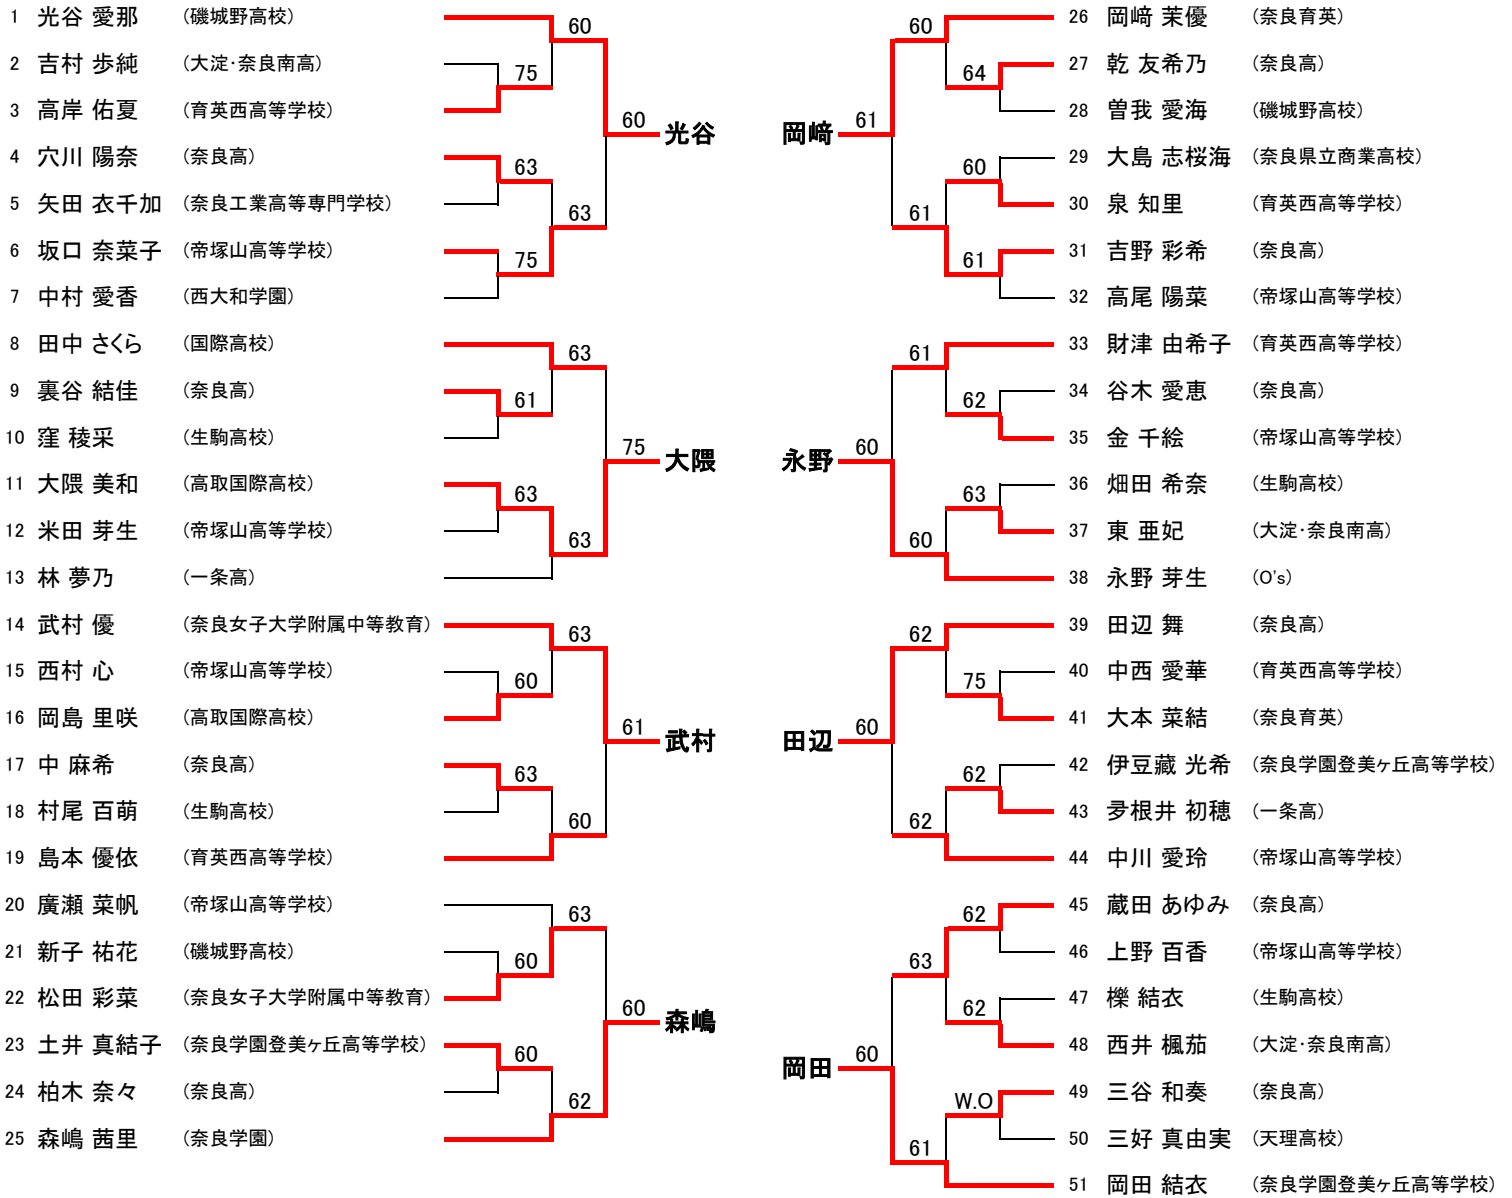 1 光谷 愛那 (磯城野高校)
2 吉村 歩純 (大淀・奈良南高)
3 高岸 佑夏 (育英西高等学校)
4 穴川 陽奈 (奈良高)
5 矢田 衣千加 (奈良工業高等専門学校)
6 坂口 奈菜子 (帝塚山高等学校)
7 中村 愛香 (西大和学園)
60
75
60 光谷
63
63
75
8 田中 さくら (国際高校)
9 裏谷 結佳 (奈良高)
10 窪 稜采 (生駒高校)
11 大隈 美和 (高取国際高校)
12 米田 芽生 (帝塚山高等学校)
13 林 夢乃 (一条高)
63
61
75 大隈
63
63
14 武村 優 (奈良女子大学附属中等教育)
15 西村 心 (帝塚山高等学校)
16 岡島 里咲 (高取国際高校)
17 中 麻希 (奈良高)
18 村尾 百萌 (生駒高校)
19 島本 優依 (育英西高等学校)
63
60
61 武村
63
60
20 廣瀬 菜帆 (帝塚山高等学校)
21 新子 祐花 (磯城野高校)
22 松田 彩菜 (奈良女子大学附属中等教育)
23 土井 真結子 (奈良学園登美ヶ丘高等学校)
24 柏木 奈々 (奈良高)
25 森嶋 茜里 (奈良学園)
63
60
60 森嶋
60
62
26 岡﨑 茉優 (奈良育英)
27 乾 友希乃 (奈良高)
28 曽我 愛海 (磯城野高校)
29 大島 志桜海 (奈良県立商業高校)
30 泉 知里 (育英西高等学校)
31 吉野 彩希 (奈良高)
32 高尾 陽菜 (帝塚山高等学校)
60
64
岡﨑 61
60
61
61
33 財津 由希子 (育英西高等学校)
34 谷木 愛恵 (奈良高)
35 金 千絵 (帝塚山高等学校)
36 畑田 希奈 (生駒高校)
37 東 亜妃 (大淀・奈良南高)
38 永野 芽生 (O's)
61
62
永野 60
63
60
39 田辺 舞 (奈良高)
40 中西 愛華 (育英西高等学校)
41 大本 菜結 (奈良育英)
42 伊豆藏 光希 (奈良学園登美ヶ丘高等学校)
43 夛根井 初穂 (一条高)
44 中川 愛玲 (帝塚山高等学校)
62
75
田辺 60
62
62
45 蔵田 あゆみ (奈良高)
46 上野 百香 (帝塚山高等学校)
47 櫟 結衣 (生駒高校)
48 西井 楓茄 (大淀・奈良南高)
49 三谷 和奏 (奈良高)
50 三好 真由実 (天理高校)
51 岡田 結衣 (奈良学園登美ヶ丘高等学校)
62
63
62
岡田 60
W.O
61